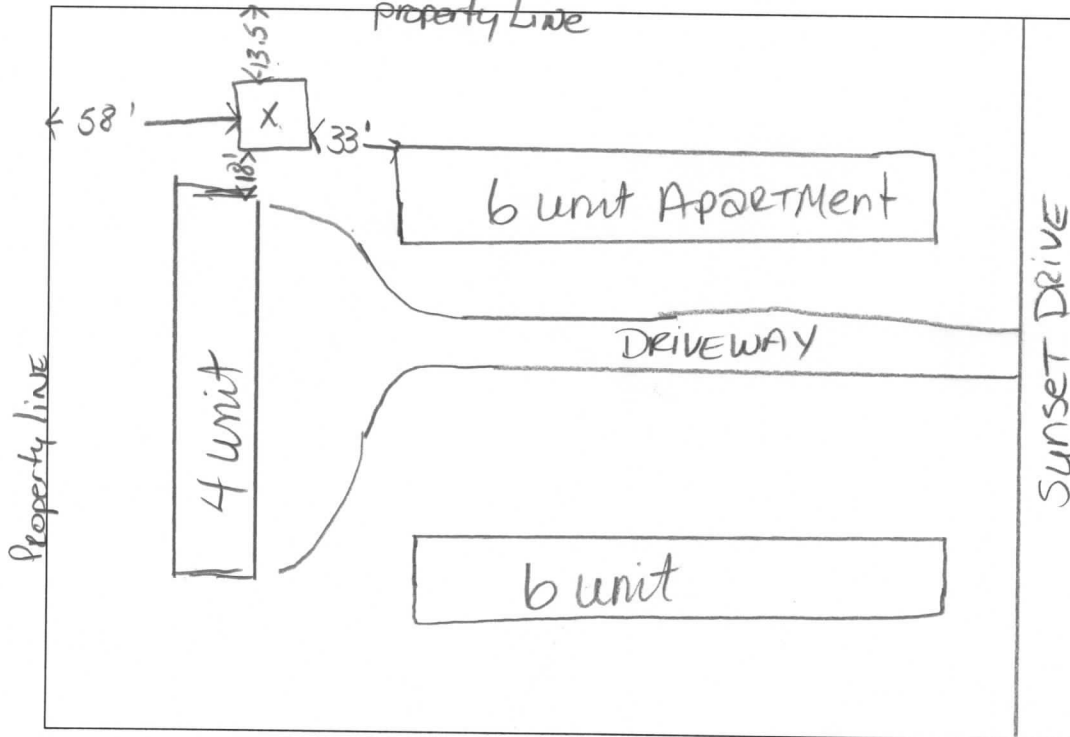 property Line
13.5
58'
X
33'
18'
6 unit Apartment
DRIVEWAY
4 unit
Property line
6 unit
SUNSET DRIVE